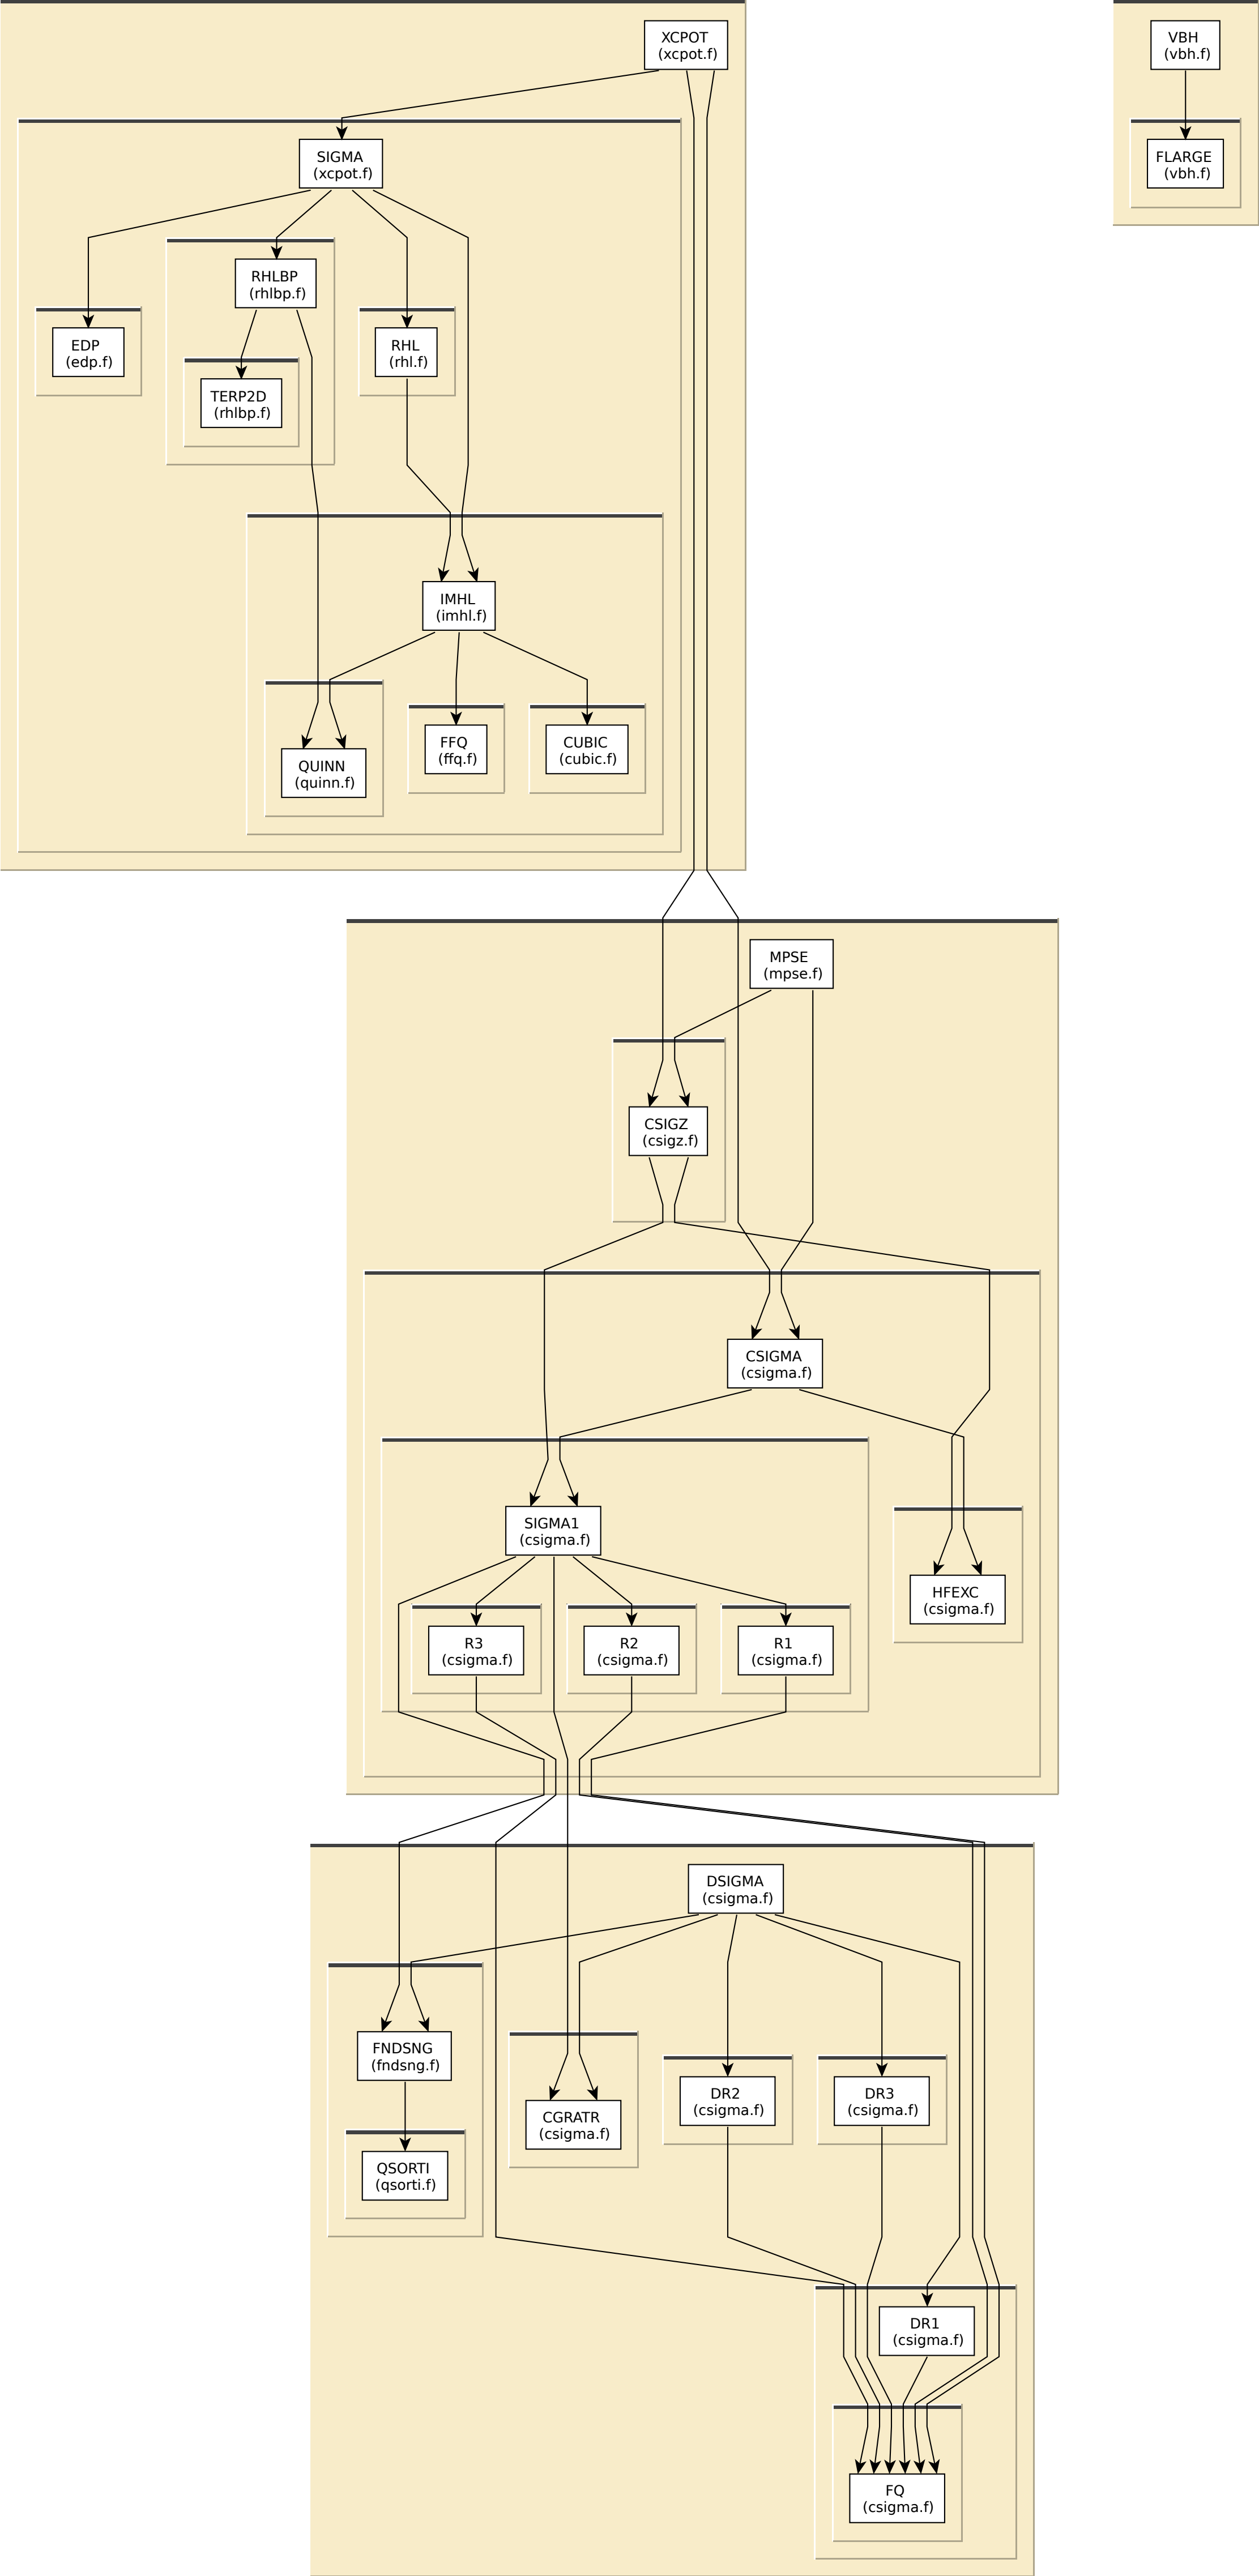 XCPOT
(xcpot.f)
VBH
(vbh.f)
SIGMA
(xcpot.f)
FLARGE
(vbh.f)
RHLBP
(rhlbp.f)
EDP
(edp.f)
RHL
(rhl.f)
TERP2D
(rhlbp.f)
IMHL
(imhl.f)
QUINN
(quinn.f)
FFQ
(ffq.f)
CUBIC
(cubic.f)
MPSE
(mpse.f)
CSIGZ
(csigz.f)
CSIGMA
(csigma.f)
SIGMA1
(csigma.f)
HFEXC
(csigma.f)
R3
(csigma.f)
R2
(csigma.f)
R1
(csigma.f)
DSIGMA
(csigma.f)
FNDSNG
(fndsng.f)
CGRATR
(csigma.f)
DR2
(csigma.f)
DR3
(csigma.f)
QSORTI
(qsorti.f)
DR1
(csigma.f)
FQ
(csigma.f)